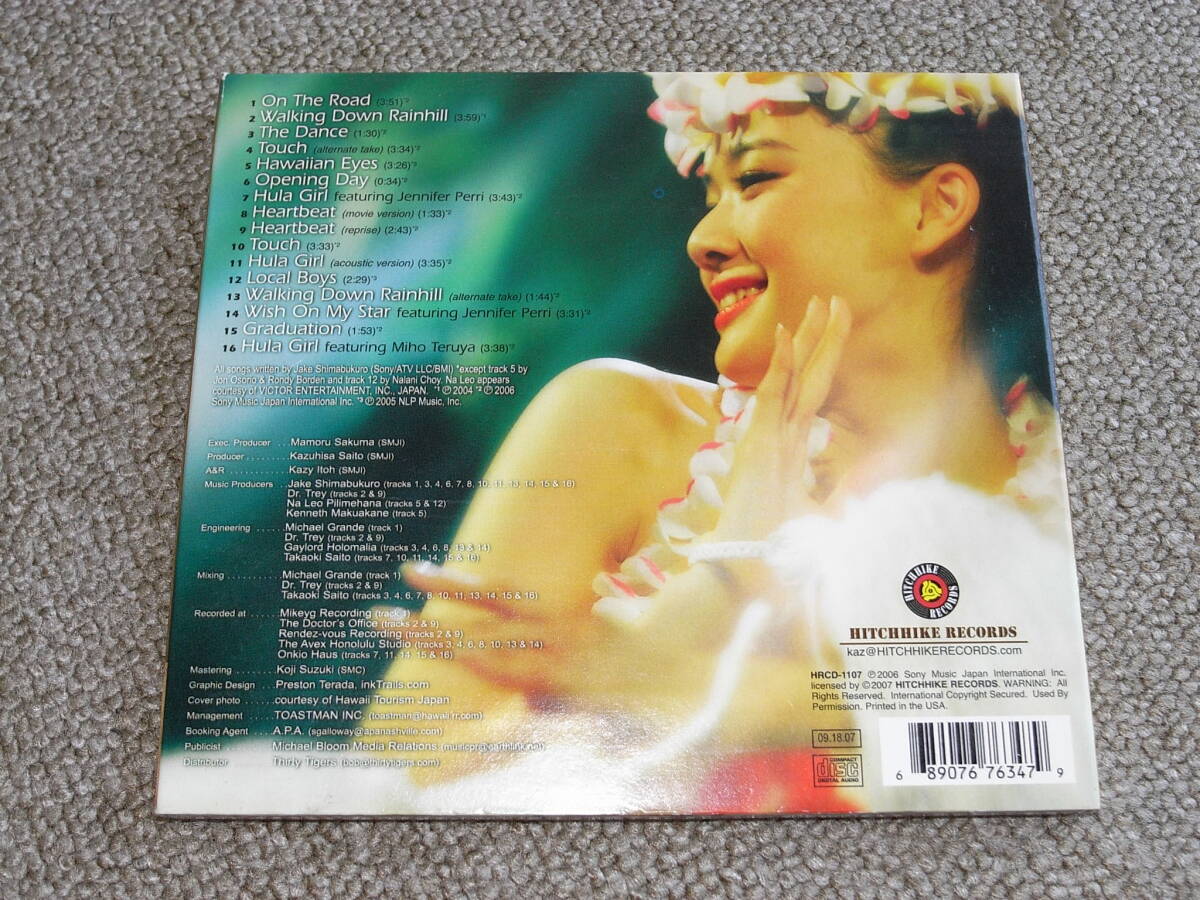 1 On The Road (3:51)*²
2 Walking Down Rainhill (3:59)*¹
3 The Dance (1:30)*²
4 Touch (alternate take) (3:34)*²
5 Hawaiian Eyes (3:26)*³
6 Opening Day (0:34)*²
7 Hula Girl featuring Jennifer Perri (3:43)*²
8 Heartbeat (movie version) (1:33)*²
9 Heartbeat (reprise) (2:43)*²
10 Touch (3:33)*²
11 Hula Girl (acoustic version) (3:35)*²
12 Local Boys (2:29)*³
13 Walking Down Rainhill (alternate take) (1:44)*²
14 Wish On My Star featuring Jennifer Perri (3:31)*²
15 Graduation (1:53)*²
16 Hula Girl featuring Miho Teruya (3:38)*²
All songs written by Jake Shimabukuro (Sony/ATV LLC/BMI) *except track 5 by
Jon Osorio & Rondy Borden and track 12 by Nalani Choy. Na Leo appears
courtesy of VICTOR ENTERTAINMENT, INC., JAPAN. *¹ ℗ 2004 *² ℗ 2006
Sony Music Japan International Inc. *³ ℗ 2005 NLP Music, Inc.
Exec. Producer ... Mamoru Sakuma (SMJI)
Producer ........ Kazuhisa Saito (SMJI)
A&R ............ Kazy Itoh (SMJI)
Music Producers .. Jake Shimabukuro (tracks 1, 3, 4, 6, 7, 8, 10, 11, 13, 14, 15 & 16)
Dr. Trey (tracks 2 & 9)
Na Leo Pilimehana (tracks 5 & 12)
Kenneth Makuakane (track 5)
Engineering ...... Michael Grande (track 1)
Dr. Trey (tracks 2 & 9)
Gaylord Holomalia (tracks 3, 4, 6, 8, 13 & 14)
Takaoki Saito (tracks 7, 10, 11, 14, 15 & 16)
Mixing ........... Michael Grande (track 1)
Dr. Trey (tracks 2 & 9)
Takaoki Saito (tracks 3, 4, 6, 7, 8, 10, 11, 13, 14, 15 & 16)
Recorded at ...... Mikeyg Recording (track 1)
The Doctor's Office (tracks 2 & 9)
Rendez-vous Recording (tracks 2 & 9)
The Avex Honolulu Studio (tracks 3, 4, 6, 8, 10, 13 & 14)
Onkio Haus (tracks 7, 11, 14, 15 & 16)
Mastering ........ Koji Suzuki (SMC)
Graphic Design ... Preston Terada, inkTrails.com
Cover photo ...... courtesy of Hawaii Tourism Japan
Management ..... TOASTMAN INC. (toastman@hawaii.rr.com)
Booking Agent .... A.P.A. (sgalloway@apanashville.com)
Publicist ......... Michael Bloom Media Relations (musicpr@earthlink.net)
Distributor ....... Thirty Tigers (bob@thirtytigers.com)
HITCHHIKE RECORDS
HITCHHIKE RECORDS
kaz@HITCHHIKERECORDS.com
HRCD-1107 ℗2006 Sony Music Japan International Inc.
licensed by ©2007 HITCHHIKE RECORDS. WARNING: All
Rights Reserved. International Copyright Secured. Used By
Permission. Printed in the USA.
09.18.07
COMPACT
disc
DIGITAL AUDIO
6 89076 76347 9